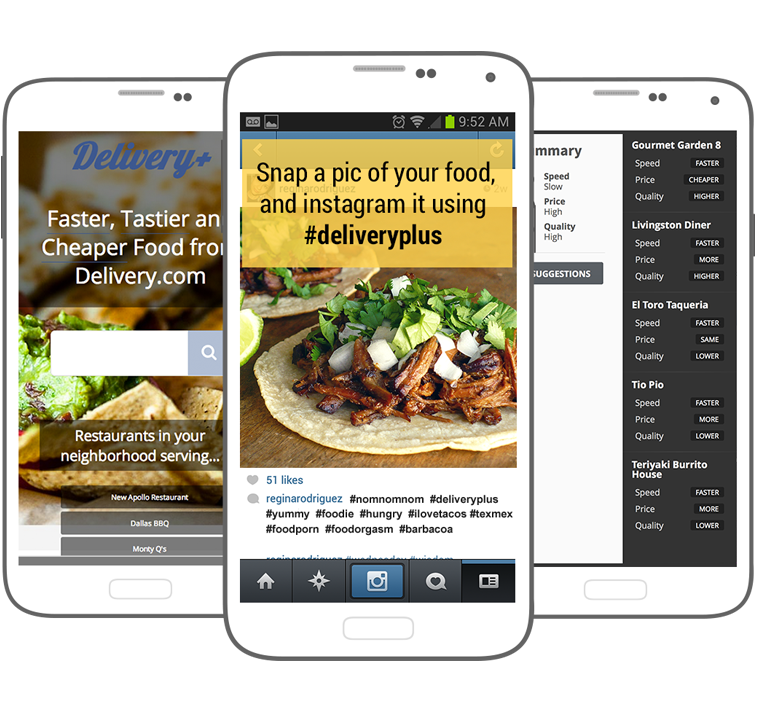 Delivery+
Faster, Tastier an
Cheaper Food fro
Delivery.com
Restaurants in your
neighborhood serving...
New Apollo Restaurant
Dallas BBQ
Monty Q's
9:52 AM
Snap a pic of your food,
and instagram it using
#deliveryplus
reginarodriguez 2w
51 likes
reginarodriguez #nomnomnom #deliveryplus
#yummy #foodie #hungry #ilovetacos #texmex
#foodporn #foodorgasm #barbacoa
reginarodriguez #wednesday #wisdom
mmary
Speed
Slow
Price
High
Quality
High
SUGGESTIONS
Gourmet Garden 8
Speed FASTER
Price CHEAPER
Quality HIGHER
Livingston Diner
Speed FASTER
Price MORE
Quality HIGHER
El Toro Taqueria
Speed FASTER
Price SAME
Quality LOWER
Tio Pio
Speed FASTER
Price MORE
Quality LOWER
Teriyaki Burrito
House
Speed FASTER
Price MORE
Quality LOWER